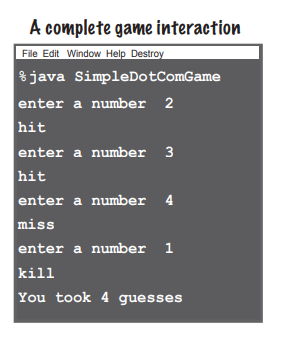 A complete game interaction
File Edit Window Help Destroy
%java SimpleDotComGame
enter a number 2
hit
enter a number 3
hit
enter a number 4
miss
enter a number 1
kill
You took 4 guesses